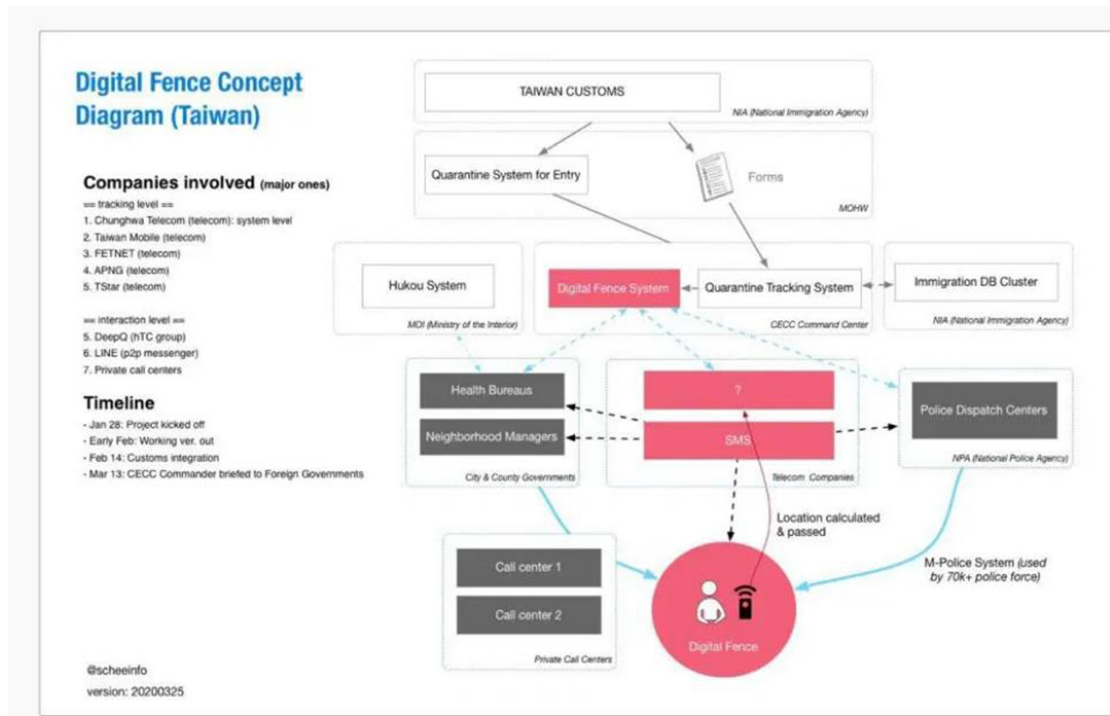 Digital Fence Concept
Diagram (Taiwan)
Companies involved (major ones)
== tracking level ==
1. Chunghwa Telecom (telecom): system level
2. Taiwan Mobile (telecom)
3. FETNET (telecom)
4. APNG (telecom)
5. TStar (telecom)
== interaction level ==
5. DeepQ (hTC group)
6. LINE (p2p messenger)
7. Private call centers
Timeline
- Jan 28: Project kicked off
- Early Feb: Working ver. out
- Feb 14: Customs integration
- Mar 13: CECC Commander briefed to Foreign Governments
@scheeinfo
version: 20200325
TAIWAN CUSTOMS
NIA (National Immigration Agency)
Quarantine System for Entry
Forms
MOHW
Hukou System
MOI (Ministry of the Interior)
Digital Fence System
Quarantine Tracking System
CECC Command Center
Immigration DB Cluster
NIA (National Immigration Agency)
Health Bureaus
Neighborhood Managers
City & County Governments
?
SMS
Telecom Companies
Police Dispatch Centers
NPA (National Police Agency)
Location calculated
& passed
M-Police System (used
by 70k+ police force)
Call center 1
Call center 2
Private Call Centers
Digital Fence